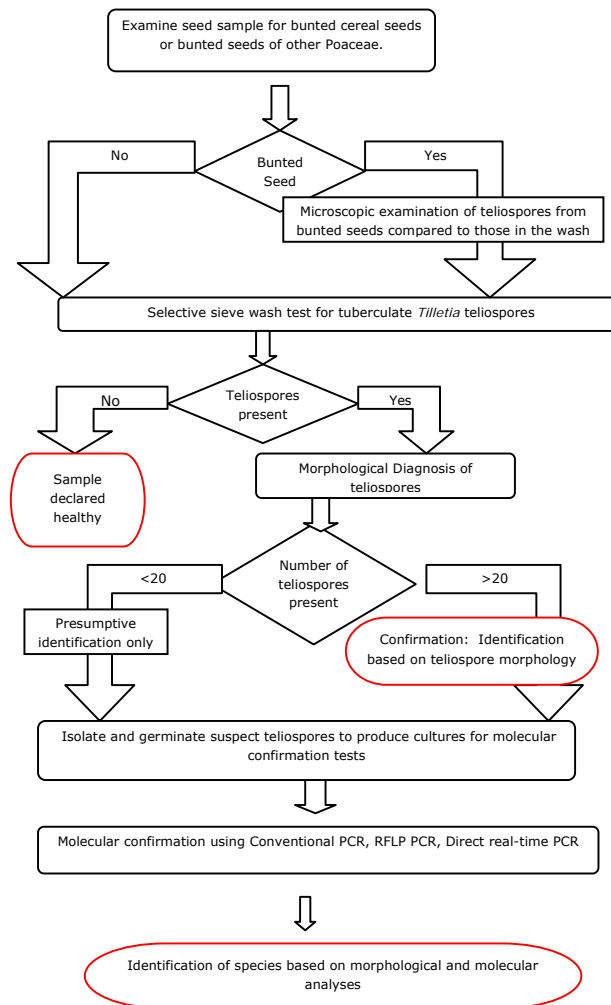 Examine seed sample for bunted cereal seeds
or bunted seeds of other Poaceae.
No
Bunted
Seed
Yes
Microscopic examination of teliospores from
bunted seeds compared to those in the wash
Selective sieve wash test for tuberculate Tilletia teliospores
No
Teliospores
present
Yes
Sample
declared
healthy
Morphological Diagnosis of
teliospores
<20
Number of
teliospores
present
>20
Presumptive
identification only
Confirmation: Identification
based on teliospore morphology
Isolate and germinate suspect teliospores to produce cultures for molecular
confirmation tests
Molecular confirmation using Conventional PCR, RFLP PCR, Direct real-time PCR
Identification of species based on morphological and molecular
analyses